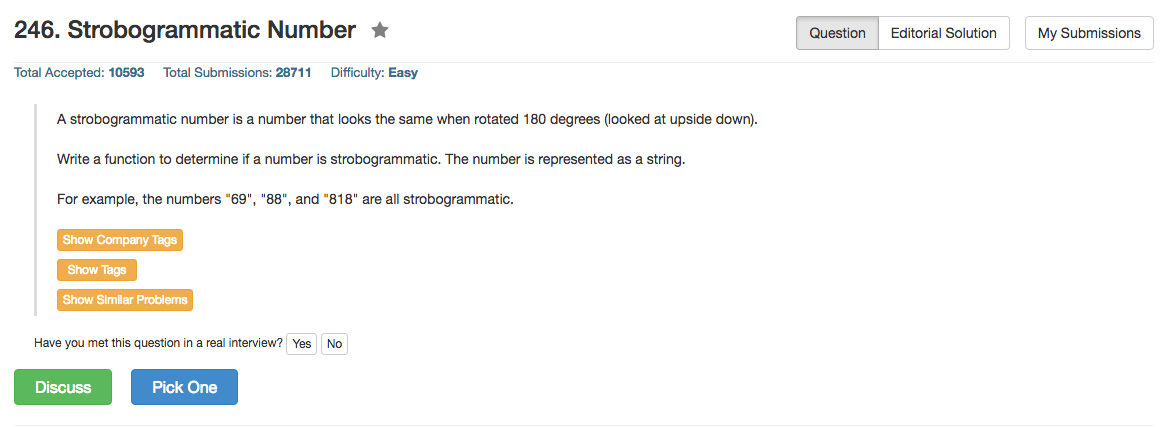 246. Strobogrammatic Number
Question
Editorial Solution
My Submissions
Total Accepted: 10593 Total Submissions: 28711 Difficulty: Easy
A strobogrammatic number is a number that looks the same when rotated 180 degrees (looked at upside down).
Write a function to determine if a number is strobogrammatic. The number is represented as a string.
For example, the numbers "69", "88", and "818" are all strobogrammatic.
Show Company Tags
Show Tags
Show Similar Problems
Have you met this question in a real interview? Yes No
Discuss
Pick One